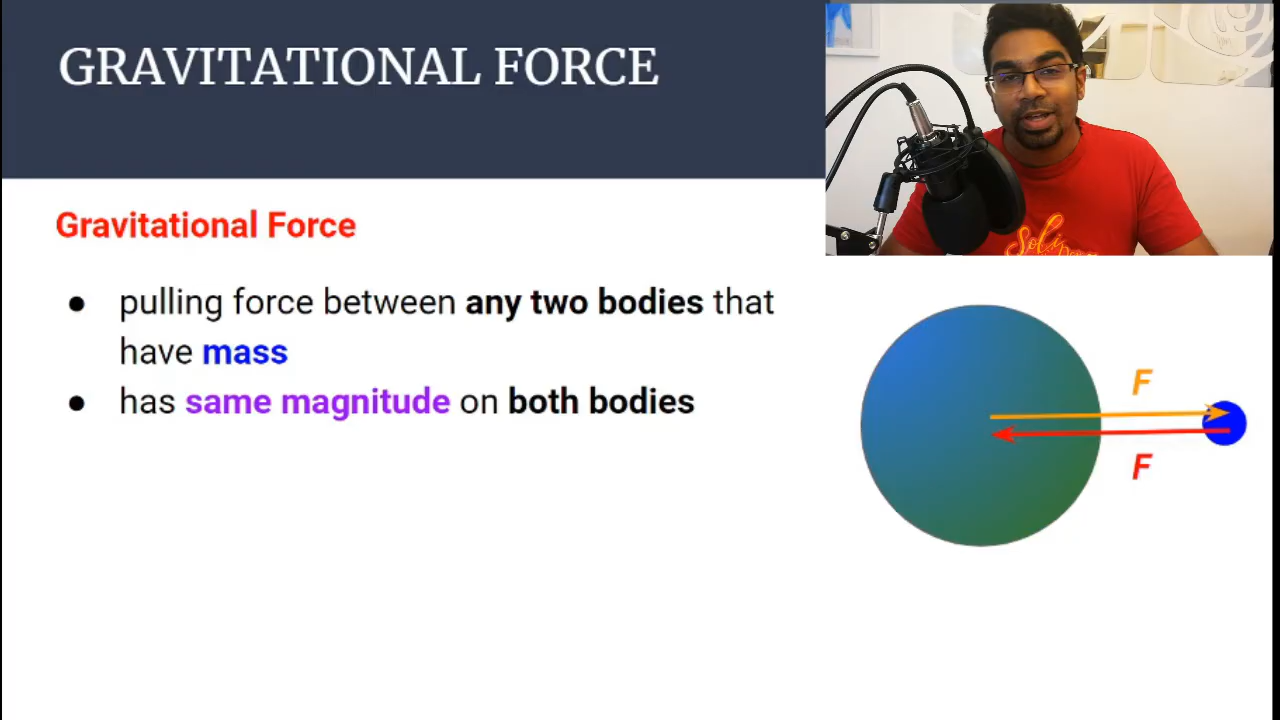 GRAVITATIONAL FORCE
Gravitational Force
● pulling force between any two bodies that
have mass
● has same magnitude on both bodies
F
F